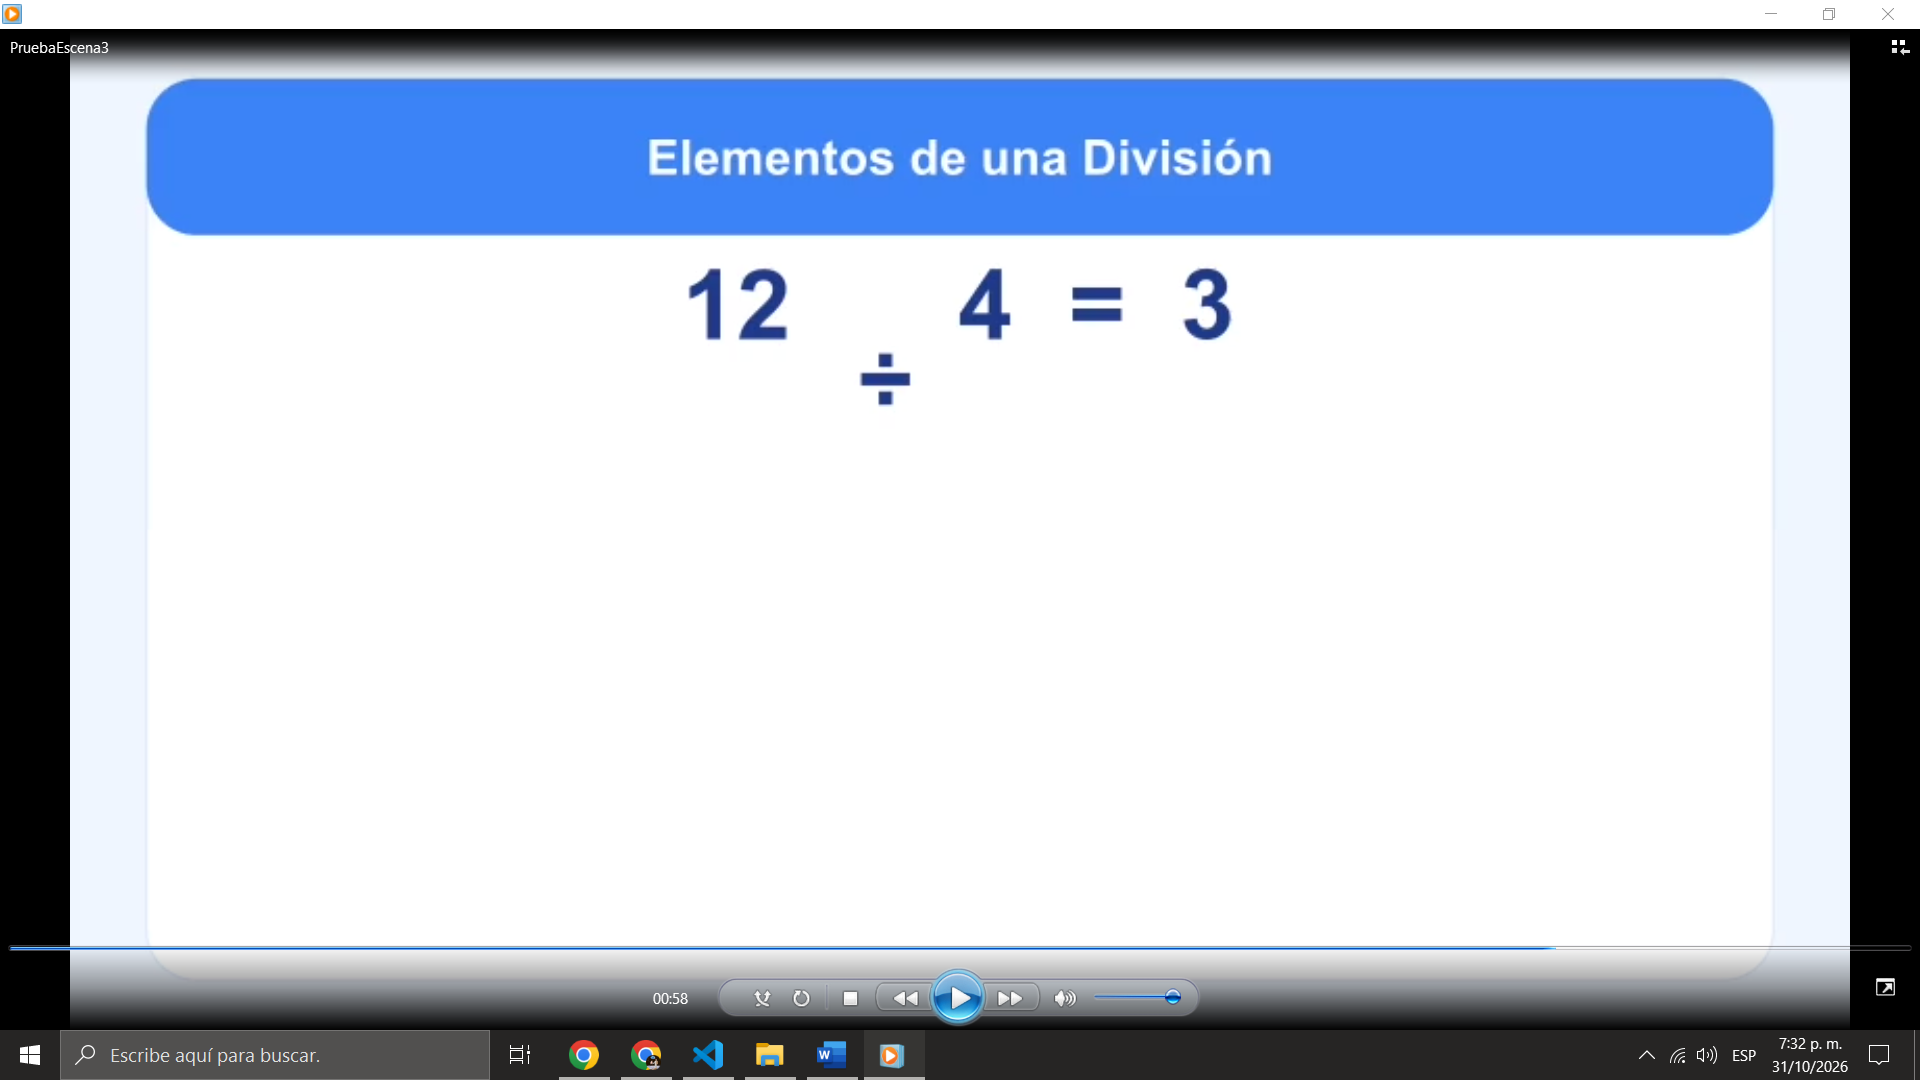 PruebaEscena3
Elementos de una División
12 ÷ 4 = 3
00:58
Escribe aquí para buscar.
ESP
7:32 p. m.
31/10/2026